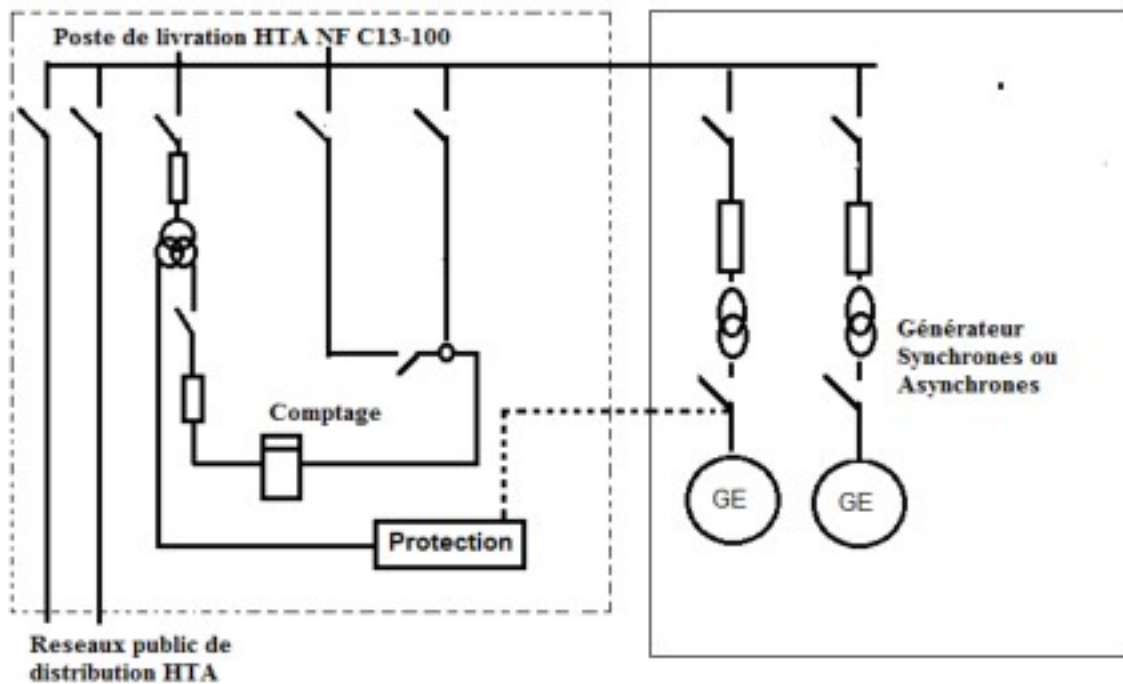 Poste de livration HTA NF C13-100
Générateur
Synchrones ou
Asynchrones
Comptage
GE
GE
Protection
Reseaux public de
distribution HTA